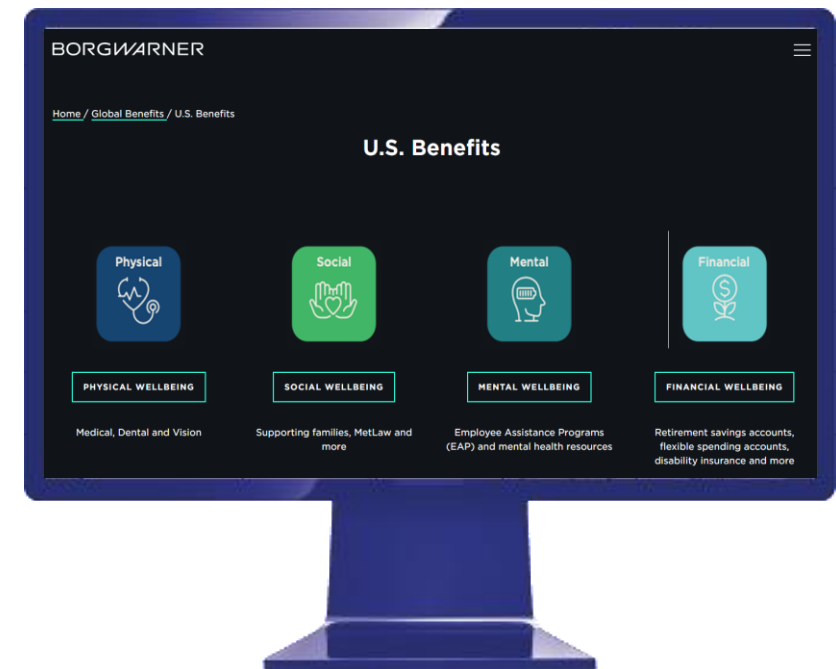 BORGWARNER
Home / Global Benefits / U.S. Benefits
U.S. Benefits
Physical
Social
Mental
Financial
PHYSICAL WELLBEING
SOCIAL WELLBEING
MENTAL WELLBEING
FINANCIAL WELLBEING
Medical, Dental and Vision
Supporting families, MetLaw and
more
Employee Assistance Programs
(EAP) and mental health resources
Retirement savings accounts,
flexible spending accounts,
disability insurance and more